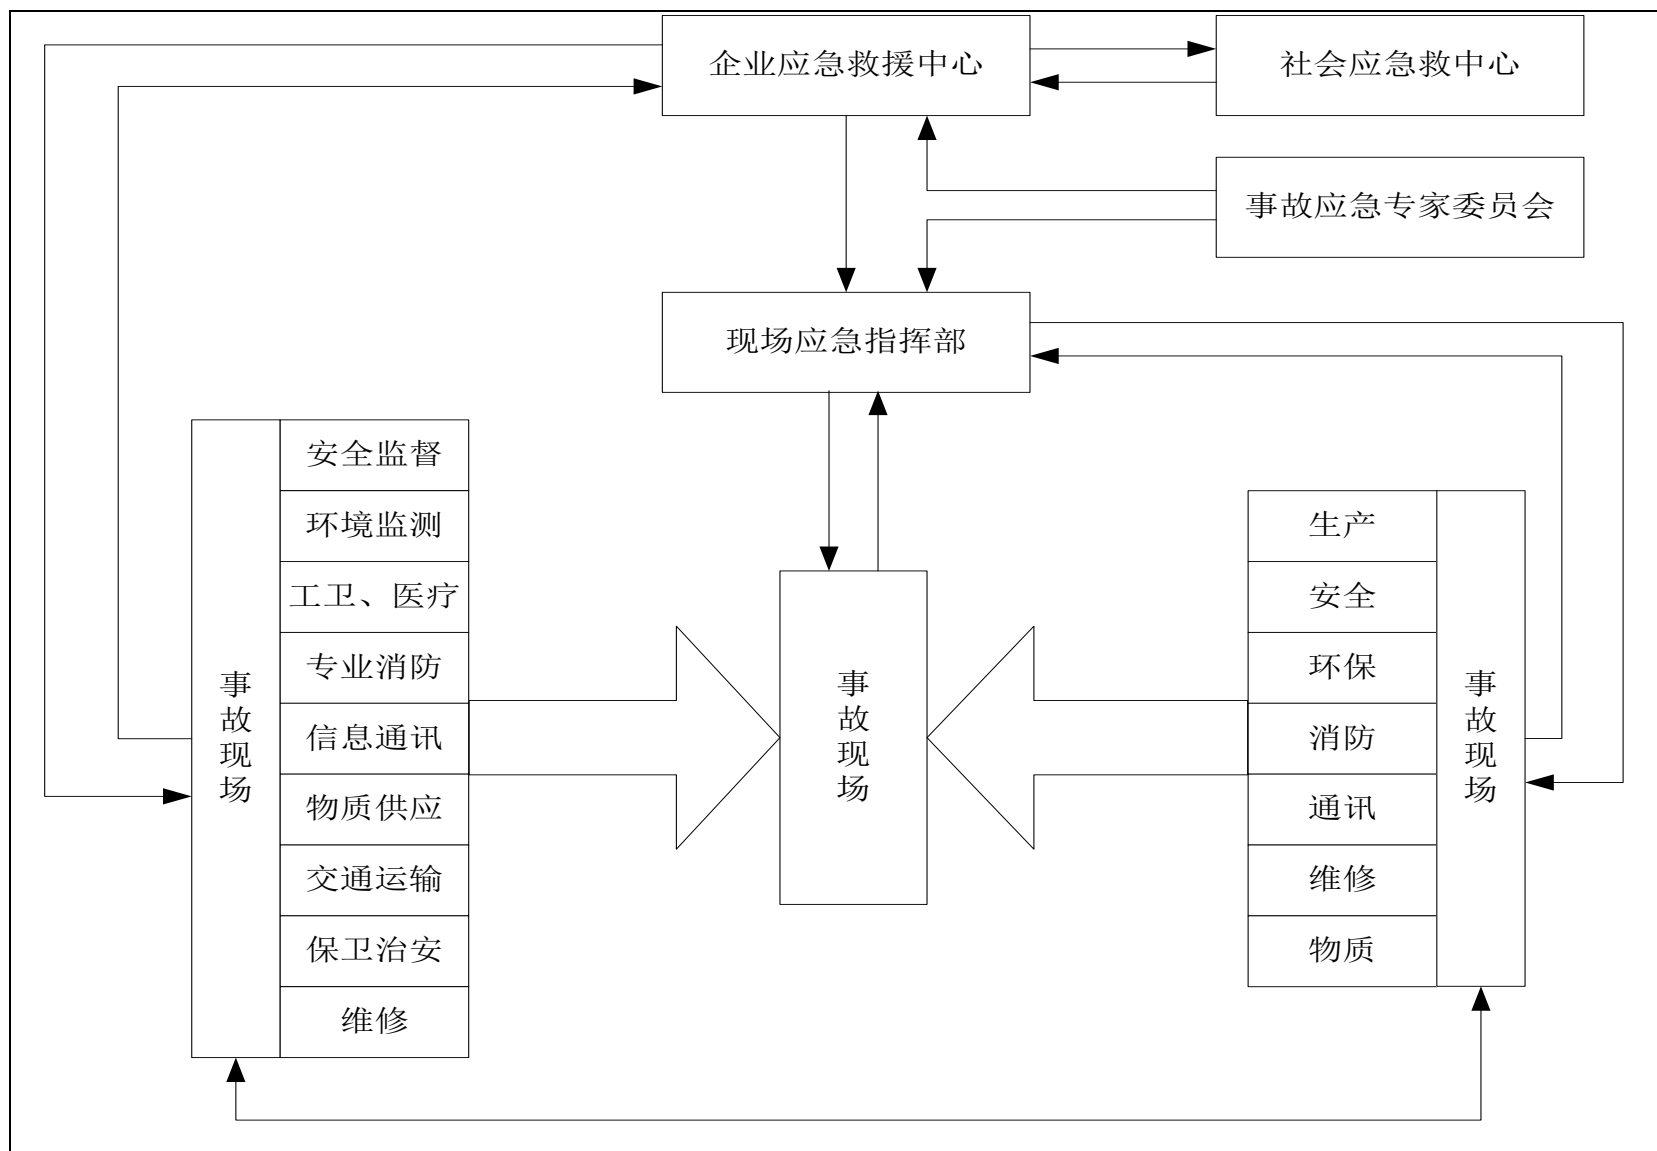 企业应急救援中心
社会应急救中心
事故应急专家委员会
现场应急指挥部
事故现场
安全监督
环境监测
工卫、医疗
专业消防
信息通讯
物质供应
交通运输
保卫治安
维修
事故现场
生产
安全
环保
消防
通讯
维修
物质
事故现场